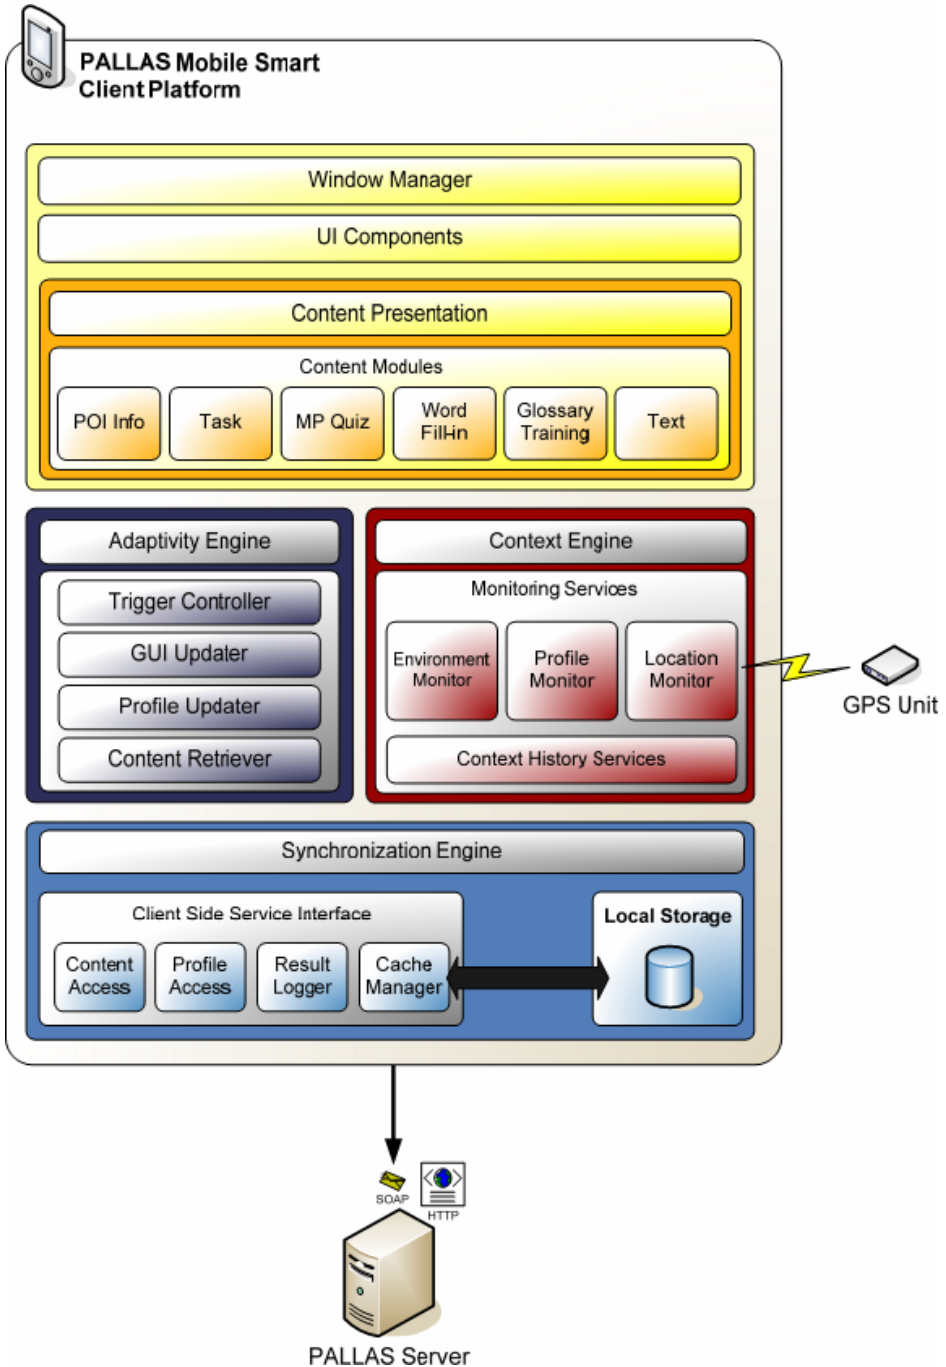 PALLAS Mobile Smart
Client Platform
Window Manager
UI Components
Content Presentation
Content Modules
POI Info
Task
MP Quiz
Word
Fill-in
Glossary
Training
Text
Adaptivity Engine
Trigger Controller
GUI Updater
Profile Updater
Content Retriever
Context Engine
Monitoring Services
Environment
Monitor
Profile
Monitor
Location
Monitor
Context History Services
GPS Unit
Synchronization Engine
Client Side Service Interface
Content
Access
Profile
Access
Result
Logger
Cache
Manager
Local Storage
SOAP
HTTP
PALLAS Server